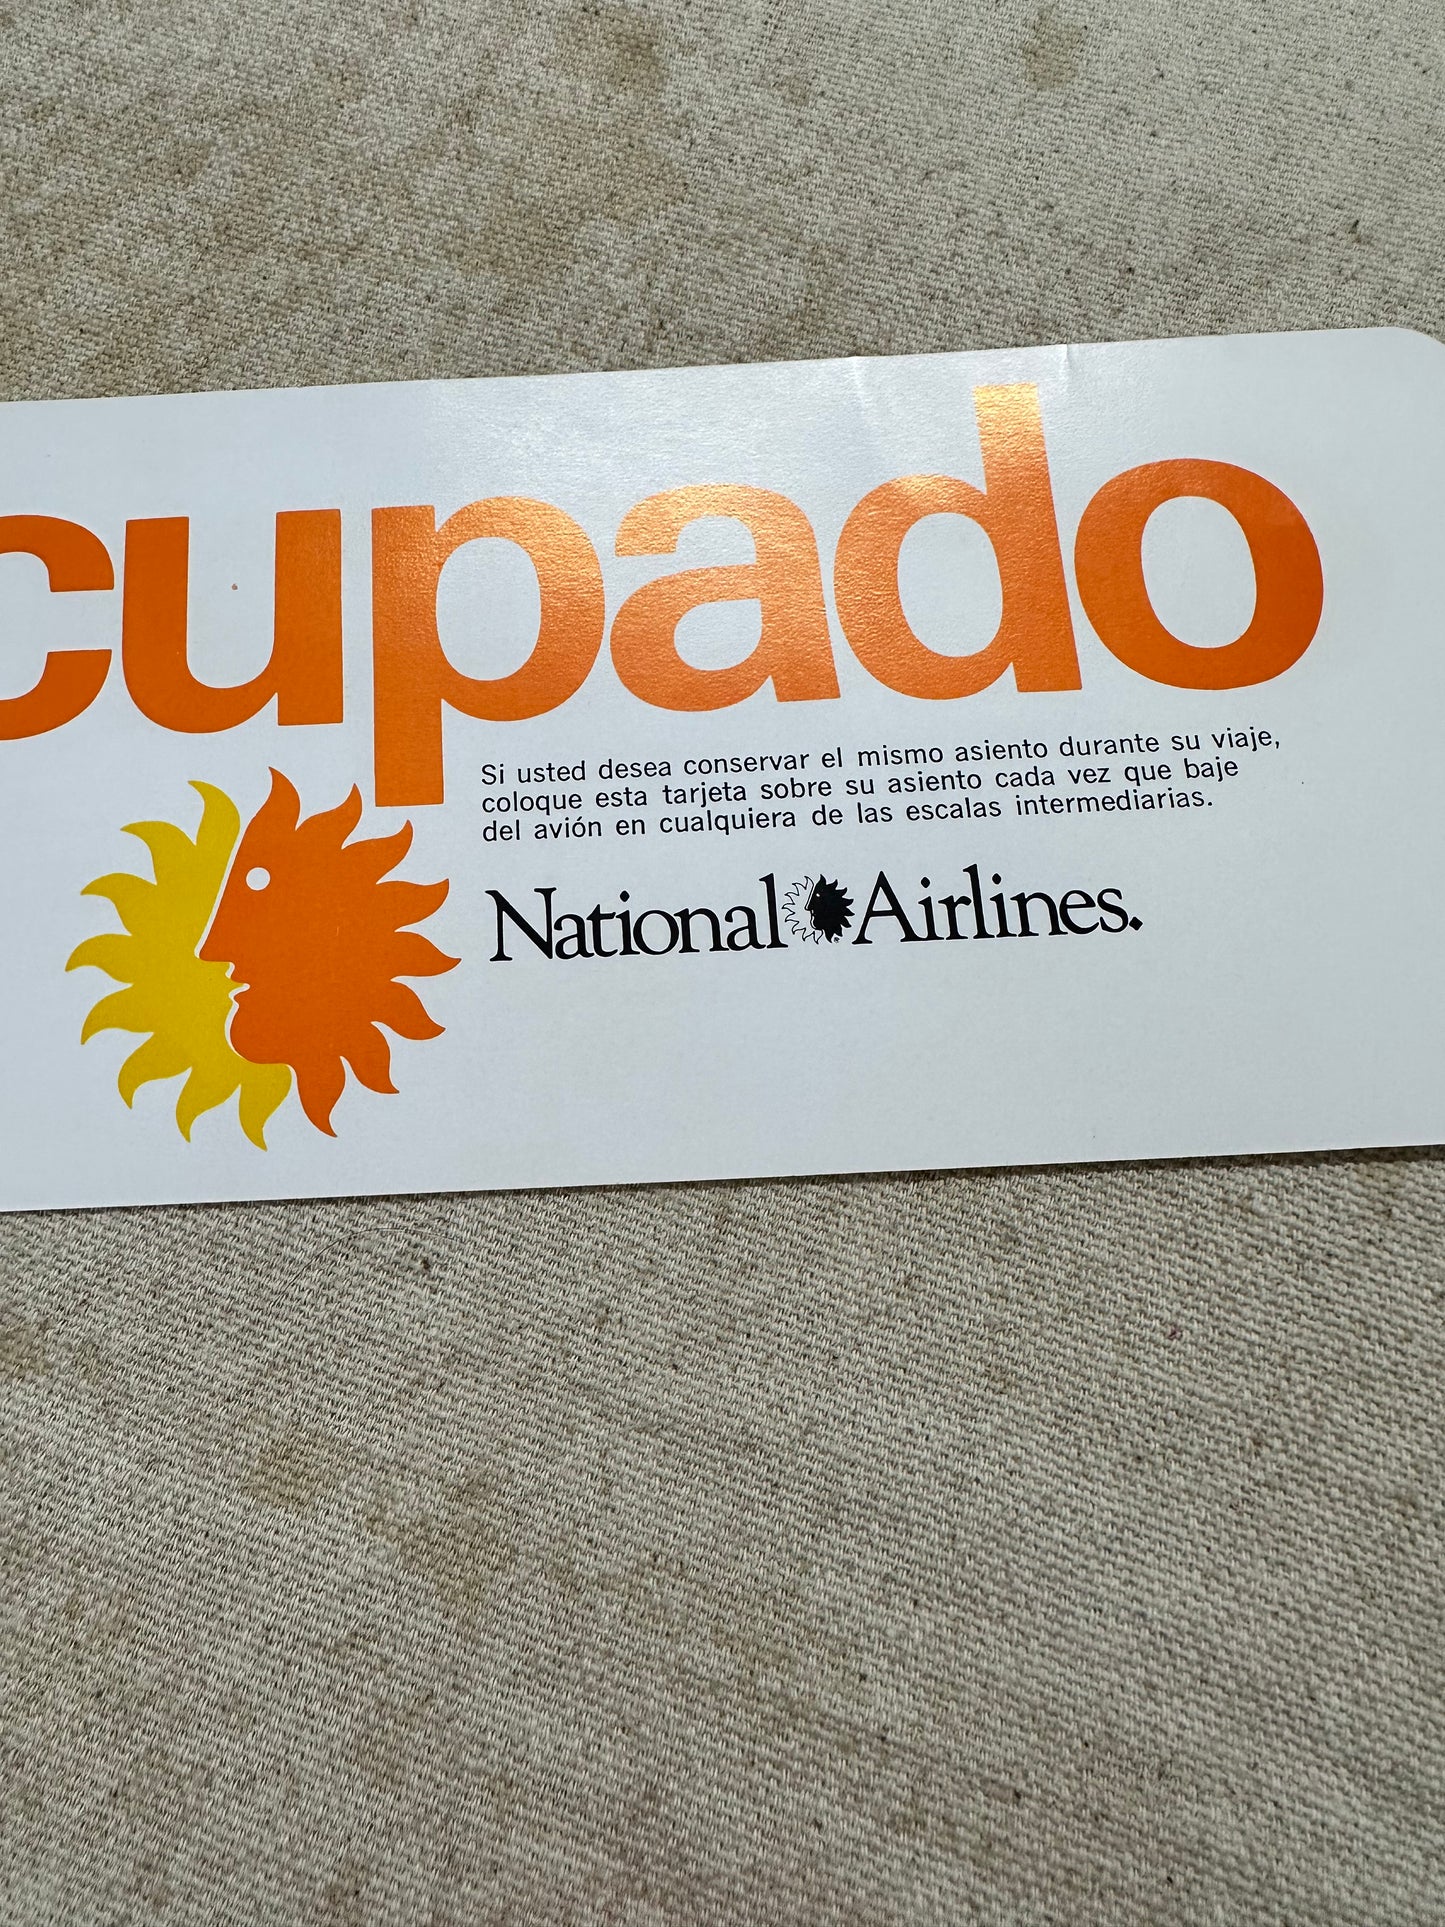 cupado
Si usted desea conservar el mismo asiento durante su viaje,
coloque esta tarjeta sobre su asiento cada vez que baje
del avión en cualquiera de las escalas intermediarias.
National Airlines.